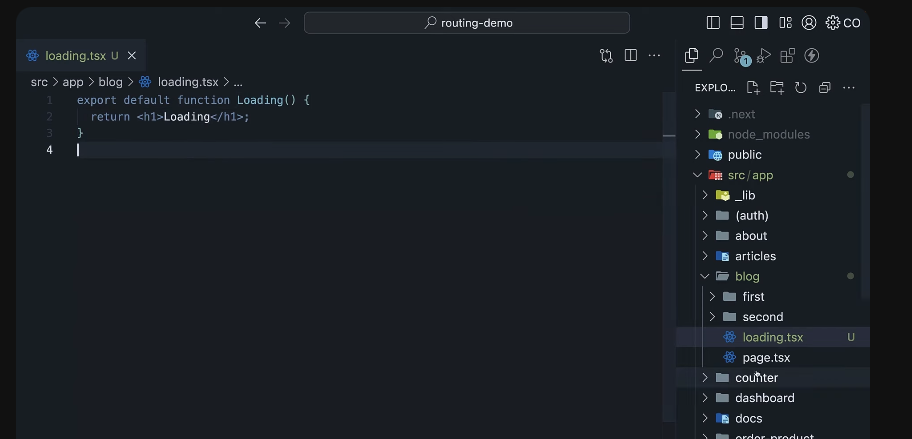 routing-demo
CO
loading.tsx U
src > app > blog > loading.tsx > ...
1 export default function Loading() {
2 return <h1>Loading</h1>;
3 }
4
EXPLO...
1
.next
node_modules
public
src/app
_lib
(auth)
about
articles
blog
first
second
loading.tsx U
page.tsx
counter
dashboard
docs
order-product